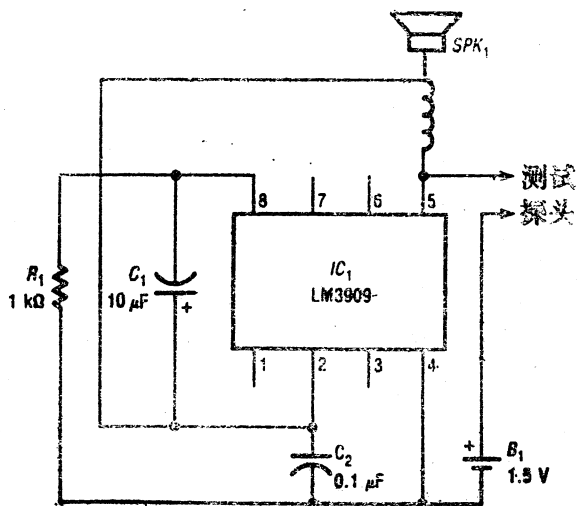 SPK₁
测试
探头
8 7 6 5
R₁
1 kΩ
C₁
10 μF
+
IC₁
LM3909
1 2 3 4
C₂
0.1 μF
+
B₁
1.5 V